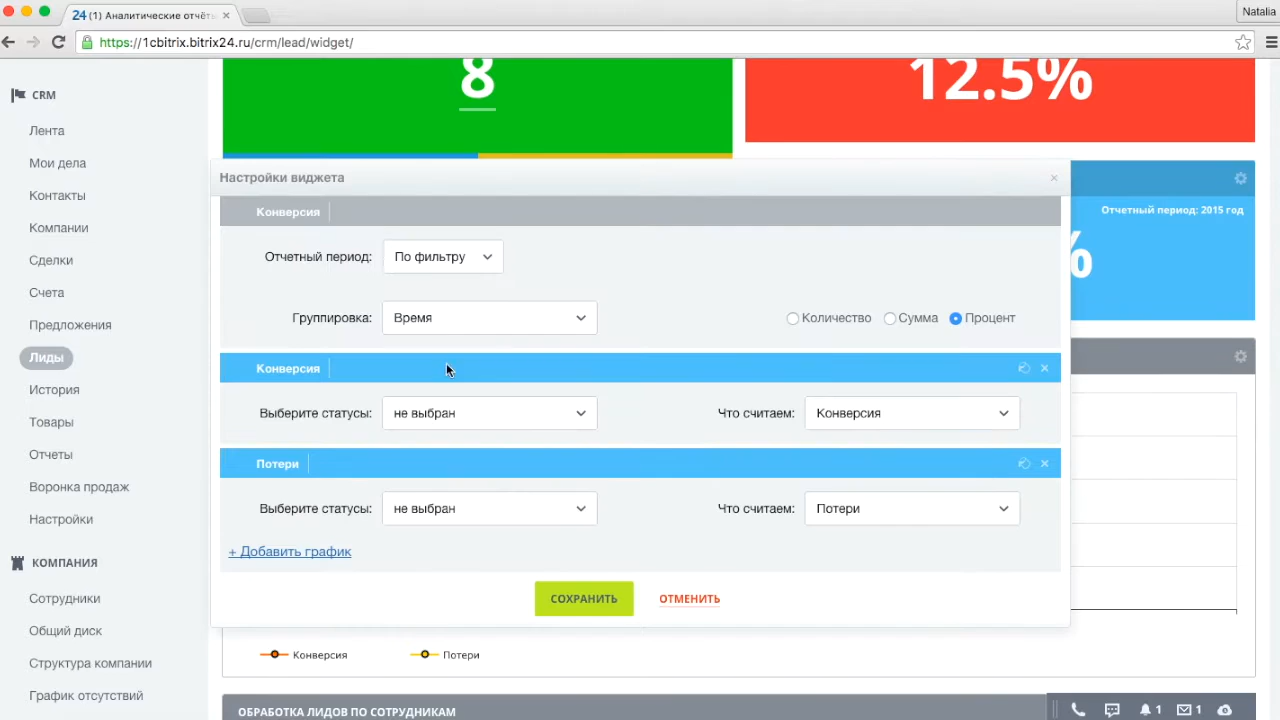 24 (1) Аналитические отчёты
Natalia
https://1cbitrix.bitrix24.ru/crm/lead/widget/
8
12.5%
CRM
Лента
Мои дела
Контакты
Компании
Сделки
Счета
Предложения
Лиды
История
Товары
Отчеты
Воронка продаж
Настройки
КОМПАНИЯ
Сотрудники
Общий диск
Структура компании
График отсутствий
Настройки виджета
Отчетный период: 2015 год
%
Конверсия
Отчетный период: По фильтру
Группировка: Время Количество Сумма Процент
Конверсия
Выберите статусы: не выбран Что считаем: Конверсия
Потери
Выберите статусы: не выбран Что считаем: Потери
+ Добавить график
СОХРАНИТЬ ОТМЕНИТЬ
Конверсия Потери
ОБРАБОТКА ЛИДОВ ПО СОТРУДНИКАМ
1 1